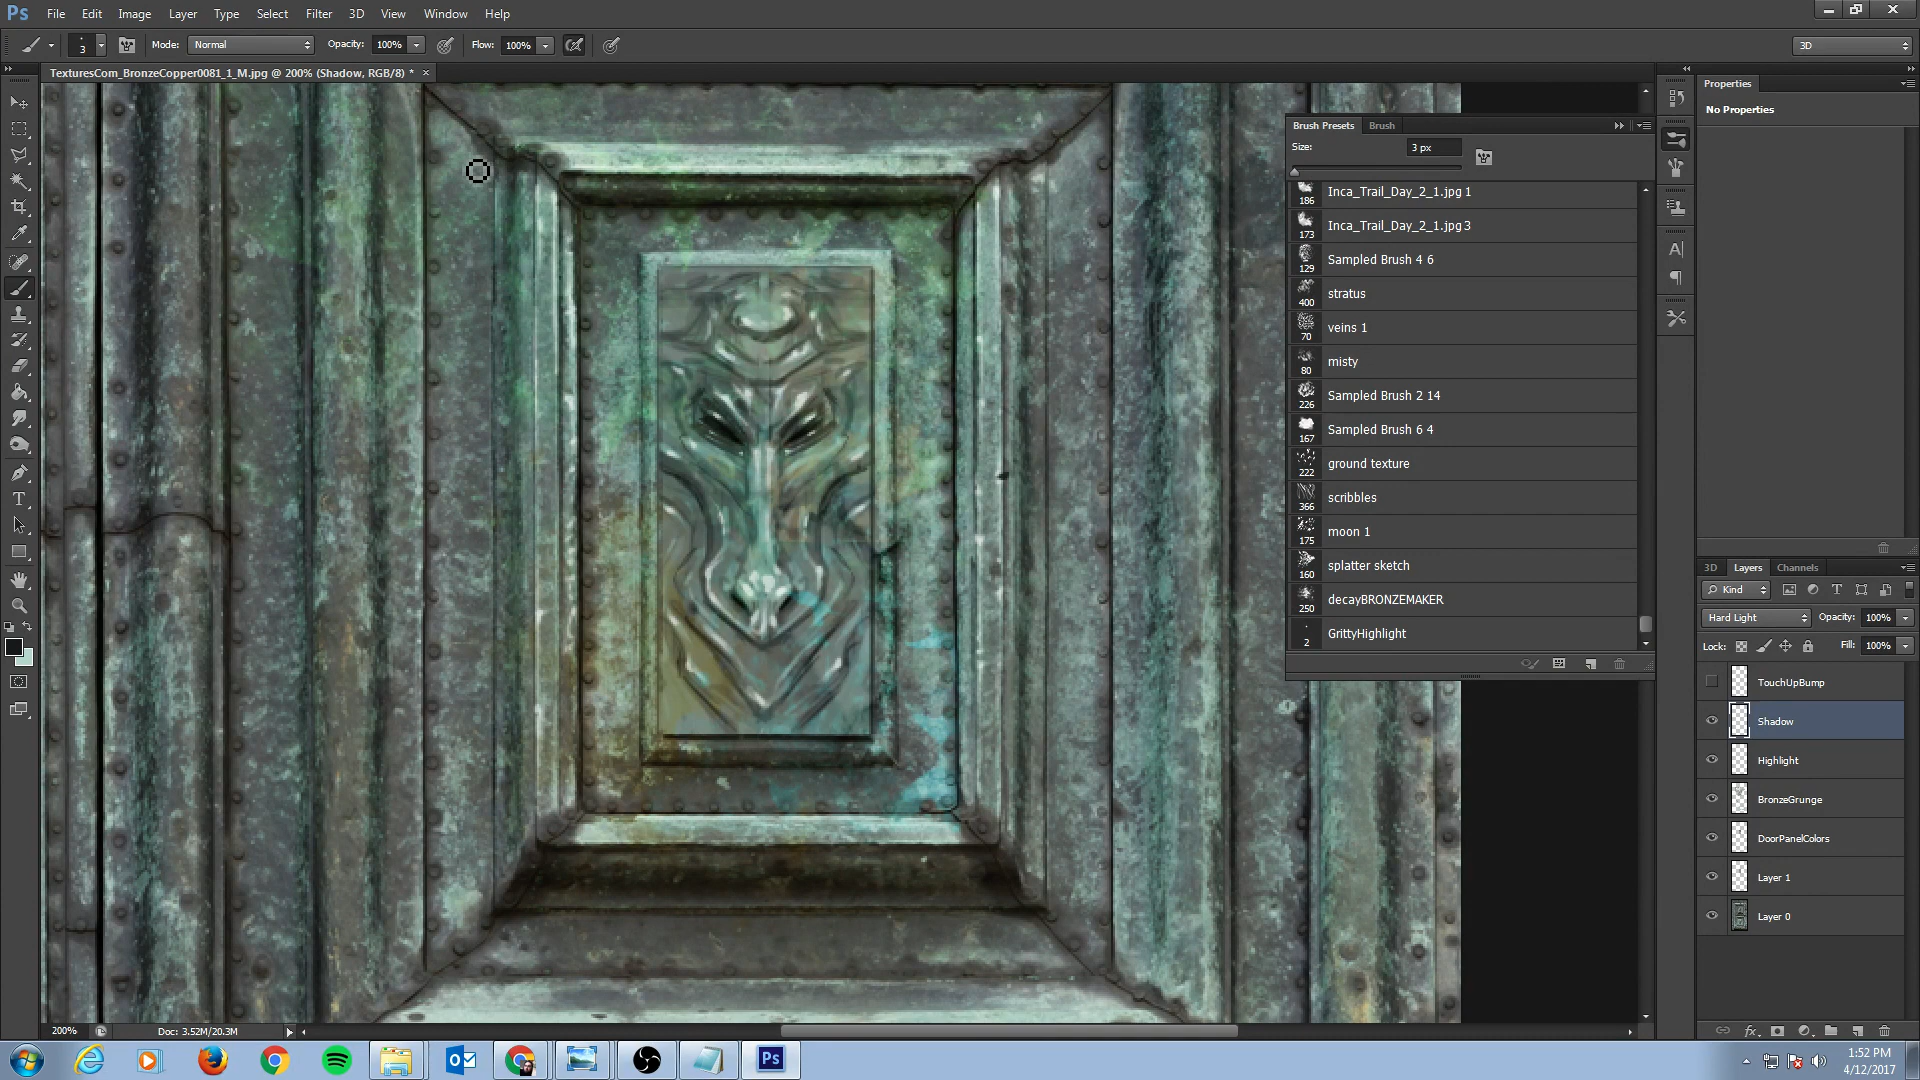 Ps File Edit Image Layer Type Select Filter 3D View Window Help
3 Mode: Normal Opacity: 100% Flow: 100% 3D
TexturesCom_BronzeCopper0081_1_M.jpg @ 200% (Shadow, RGB/8) *
Properties
No Properties
Brush Presets Brush
Size: 3 px
186 Inca_Trail_Day_2_1.jpg 1
173 Inca_Trail_Day_2_1.jpg 3
129 Sampled Brush 4 6
400 stratus
70 veins 1
80 misty
226 Sampled Brush 2 14
167 Sampled Brush 6 4
222 ground texture
366 scribbles
175 moon 1
160 splatter sketch
250 decayBRONZEMAKER
2 GrittyHighlight
3D Layers Channels
Kind
Hard Light Opacity: 100%
Lock: Fill: 100%
TouchUpBump
Shadow
Highlight
BronzeGrunge
DoorPanelColors
Layer 1
Layer 0
fx
200% Doc: 3.52M/20.3M
Ps
1:52 PM
4/12/2017